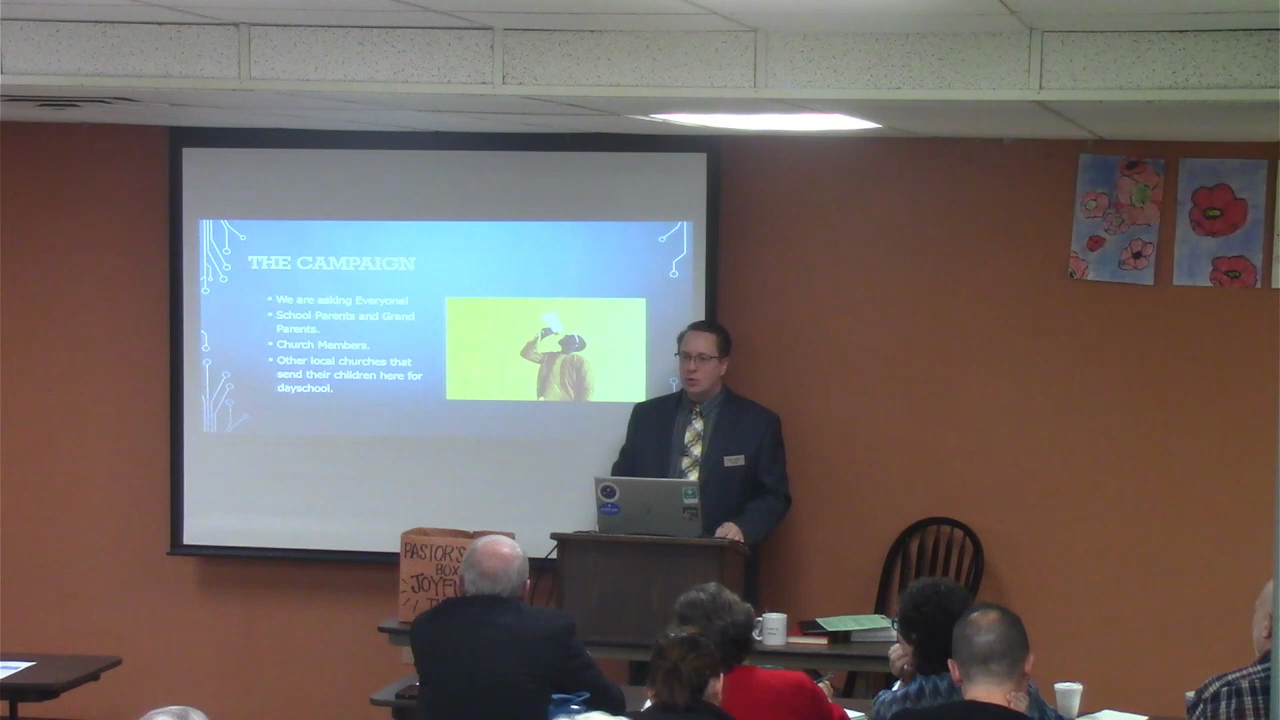 THE CAMPAIGN
We are asking Everyone!
School Parents and Grand
Parents.
Church Members.
Other local churches that
send their children here for
dayschool.
PASTOR'S
BOX